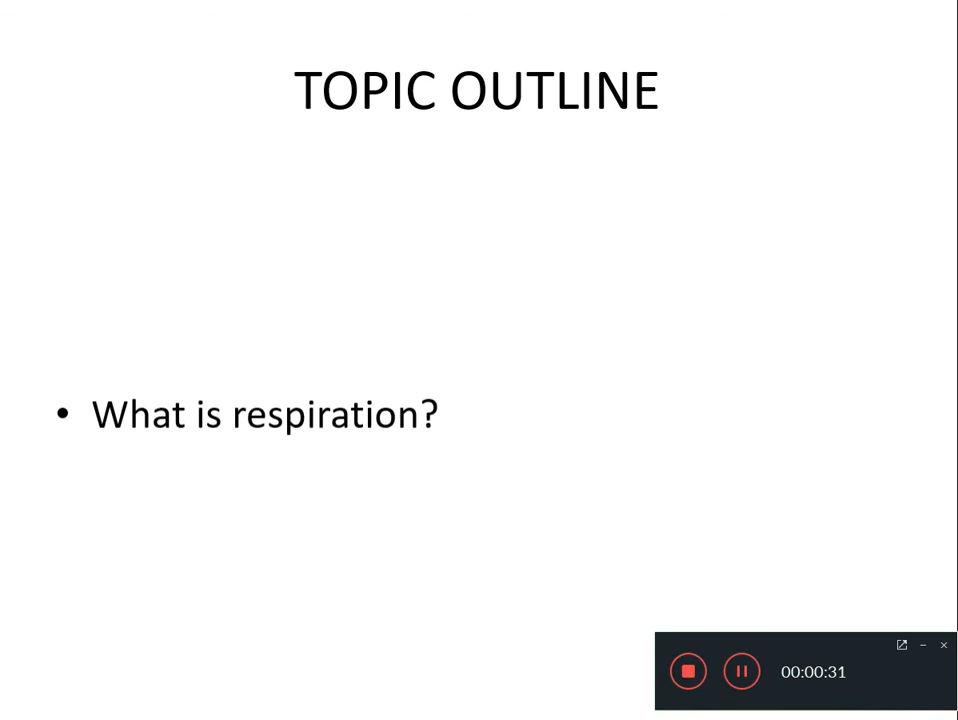 TOPIC OUTLINE
• What is respiration?
00:00:31